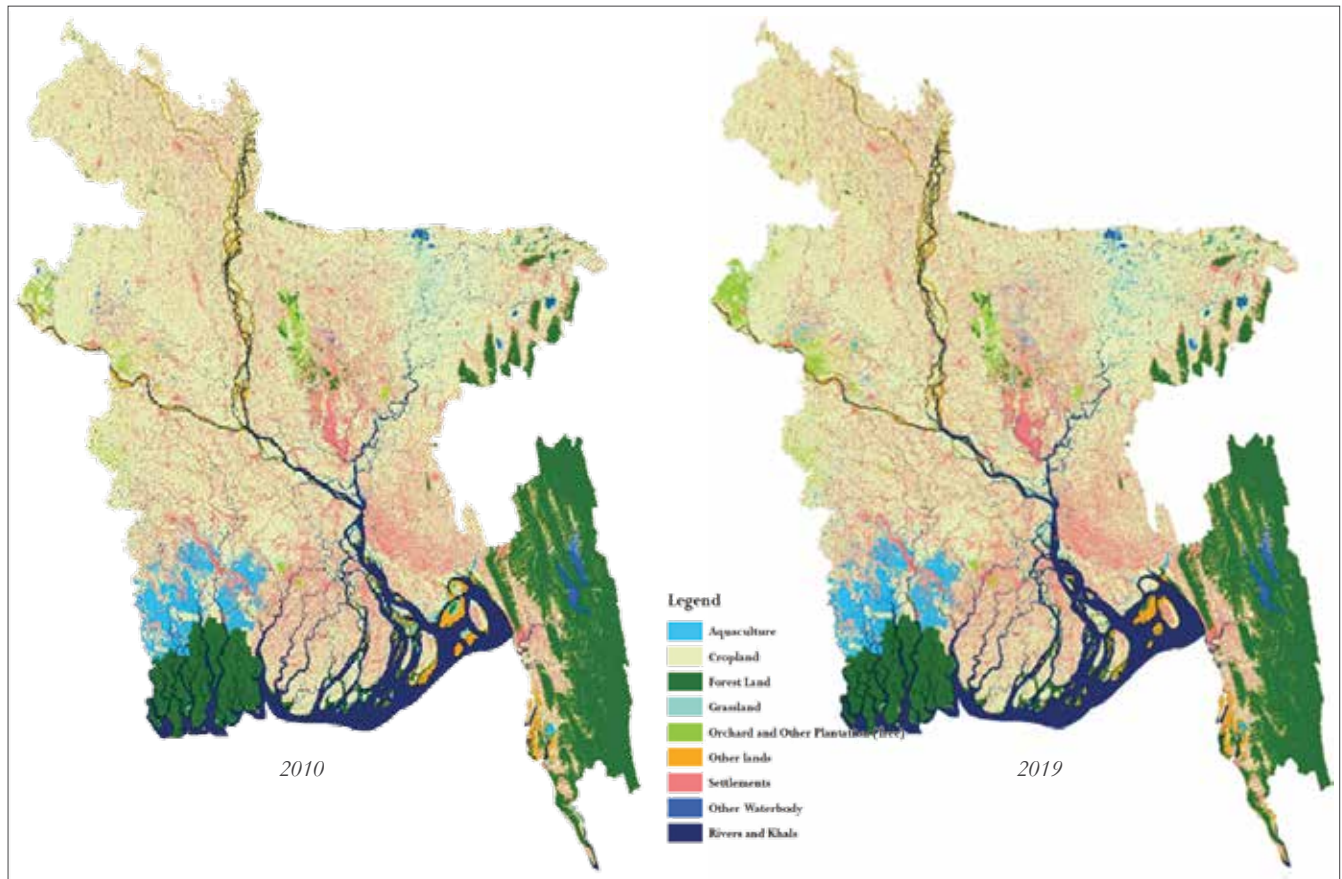 Legend
Aquaculture
Cropland
Forest Land
Grassland
Orchard and Other Plantation (Tree)
Other lands
Settlements
Other Waterbody
Rivers and Khals
2010
2019